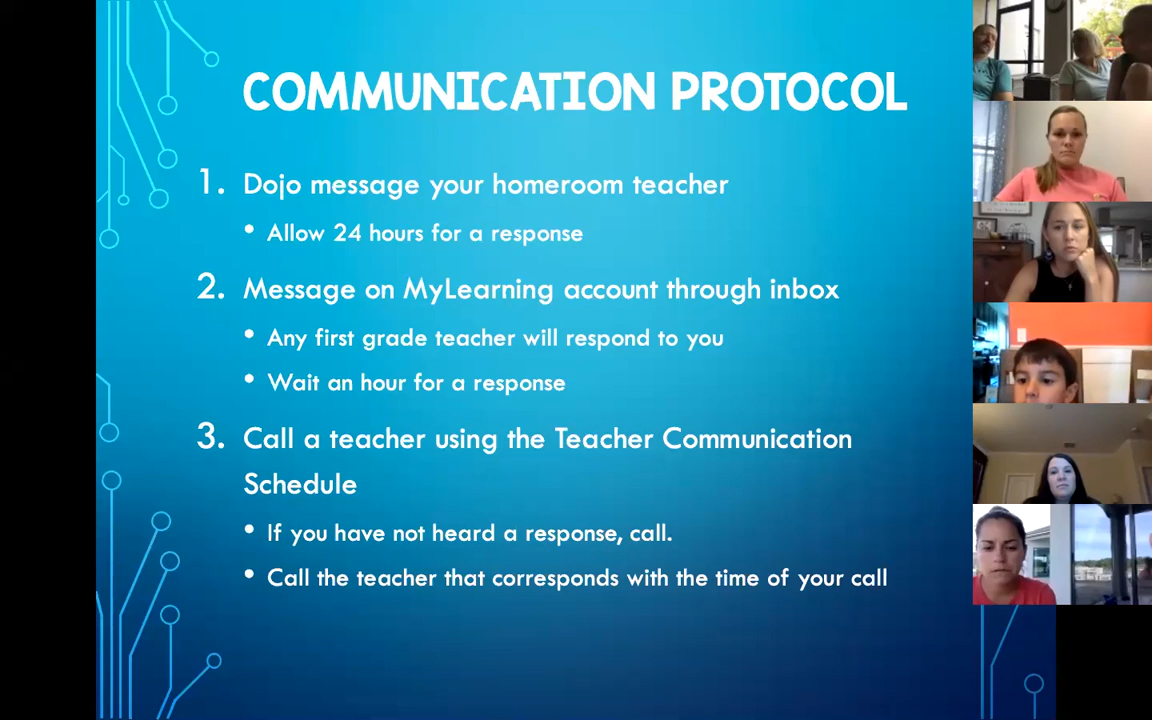 COMMUNICATION PROTOCOL
1. Dojo message your homeroom teacher
• Allow 24 hours for a response
2. Message on MyLearning account through inbox
• Any first grade teacher will respond to you
• Wait an hour for a response
3. Call a teacher using the Teacher Communication
Schedule
• If you have not heard a response, call.
• Call the teacher that corresponds with the time of your call